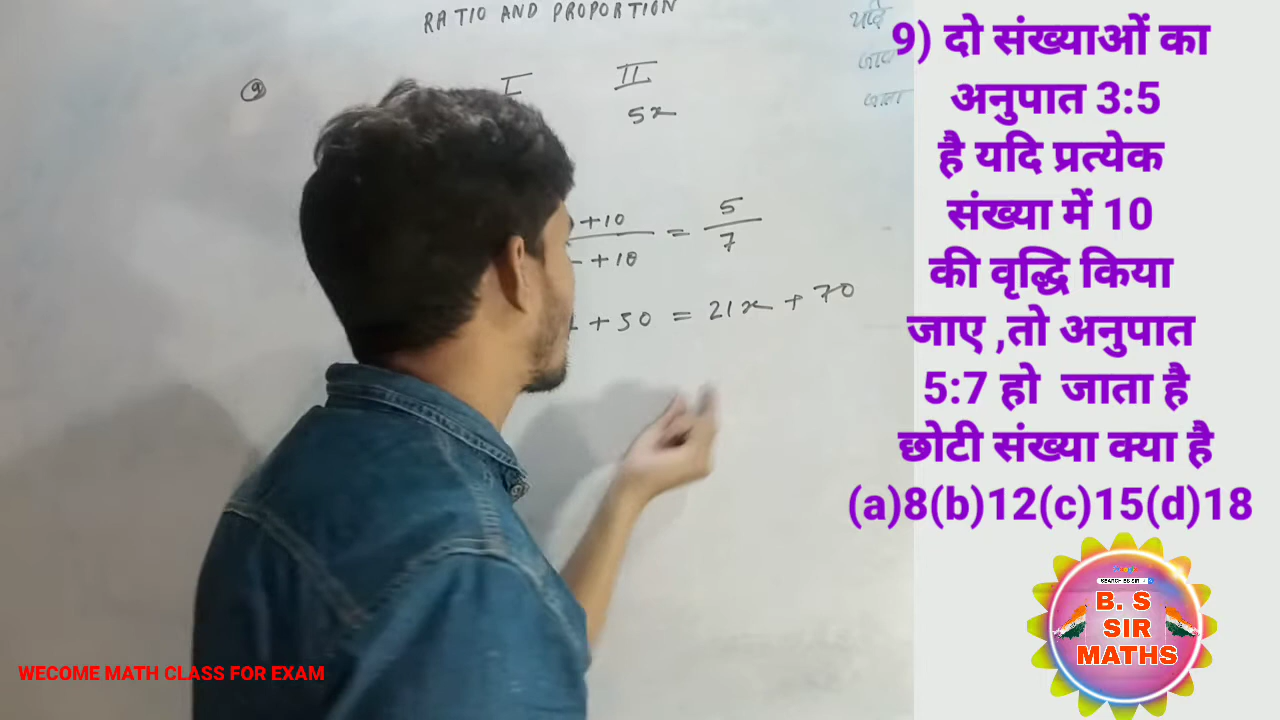 RATIO AND PROPORTION
यदि
9
I II
5x
+10 = 5
+10 7
+50 = 21x + 70
9) दो संख्याओं का
अनुपात 3:5
है यदि प्रत्येक
संख्या में 10
की वृद्धि किया
जाए ,तो अनुपात
5:7 हो जाता है
छोटी संख्या क्या है
(a)8(b)12(c)15(d)18
B. S
SIR
MATHS
WECOME MATH CLASS FOR EXAM